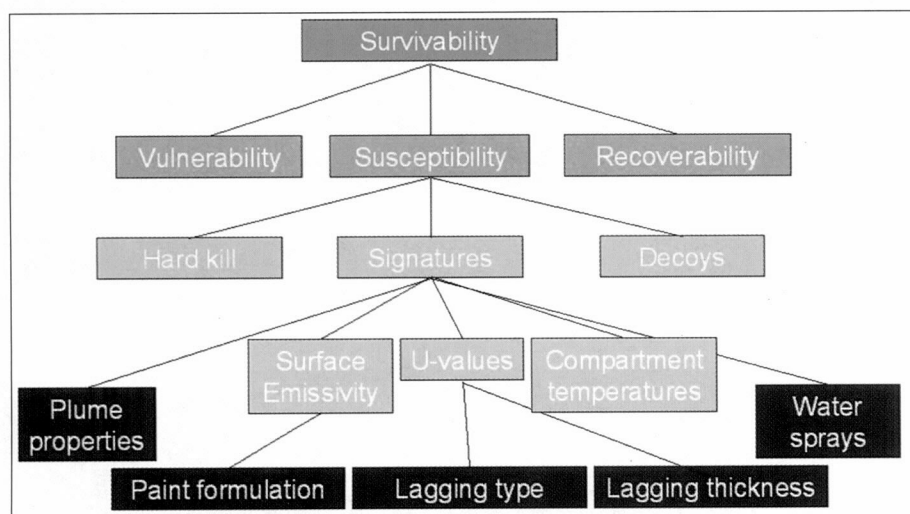 Survivability
Vulnerability
Susceptibility
Recoverability
Hard kill
Signatures
Decoys
Surface
Emissivity
U-values
Compartment
temperatures
Plume
properties
Water
sprays
Paint formulation
Lagging type
Lagging thickness